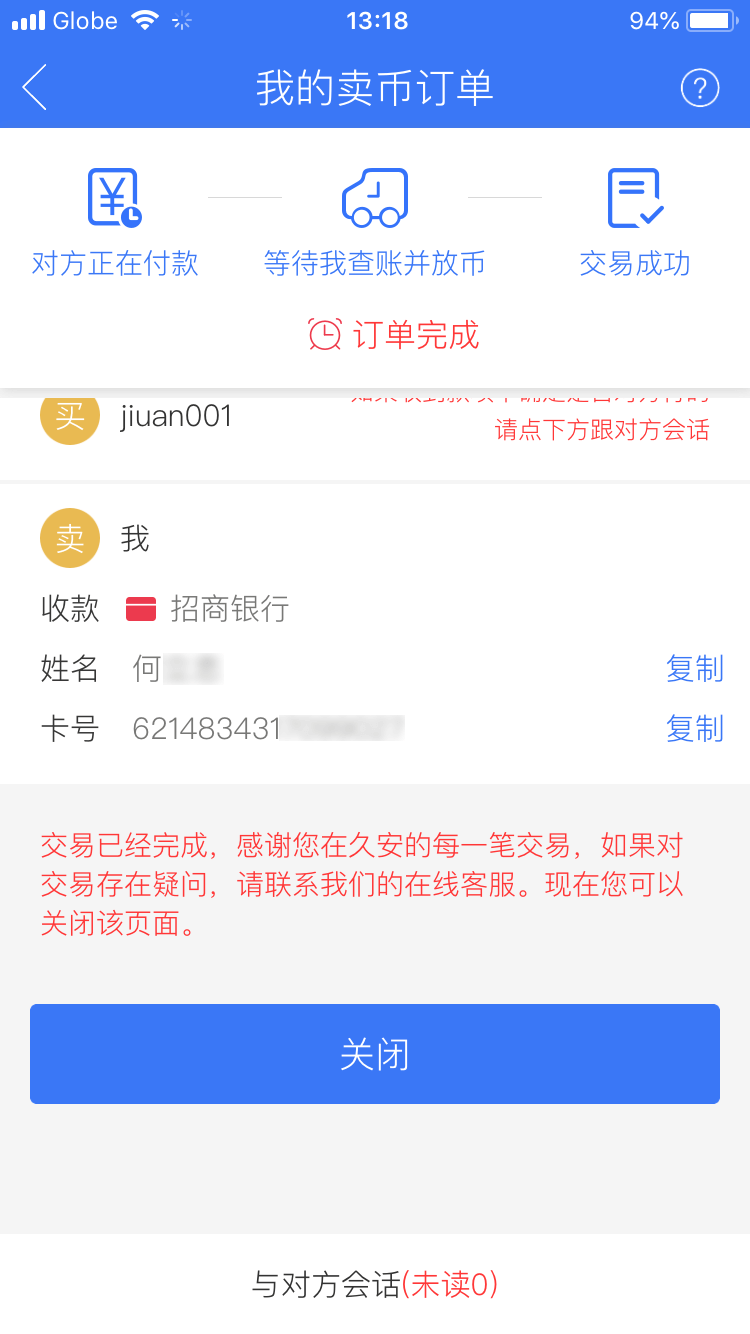 Globe 13:18 94%
我的卖币订单 ?
对方正在付款 等待我查账并放币 交易成功
订单完成
买 jiuan001
请点下方跟对方会话
卖 我
收款 招商银行
姓名 何 复制
卡号 621483431 复制
交易已经完成，感谢您在久安的每一笔交易，如果对
交易存在疑问，请联系我们的在线客服。现在您可以
关闭该页面。
关闭
与对方会话(未读0)